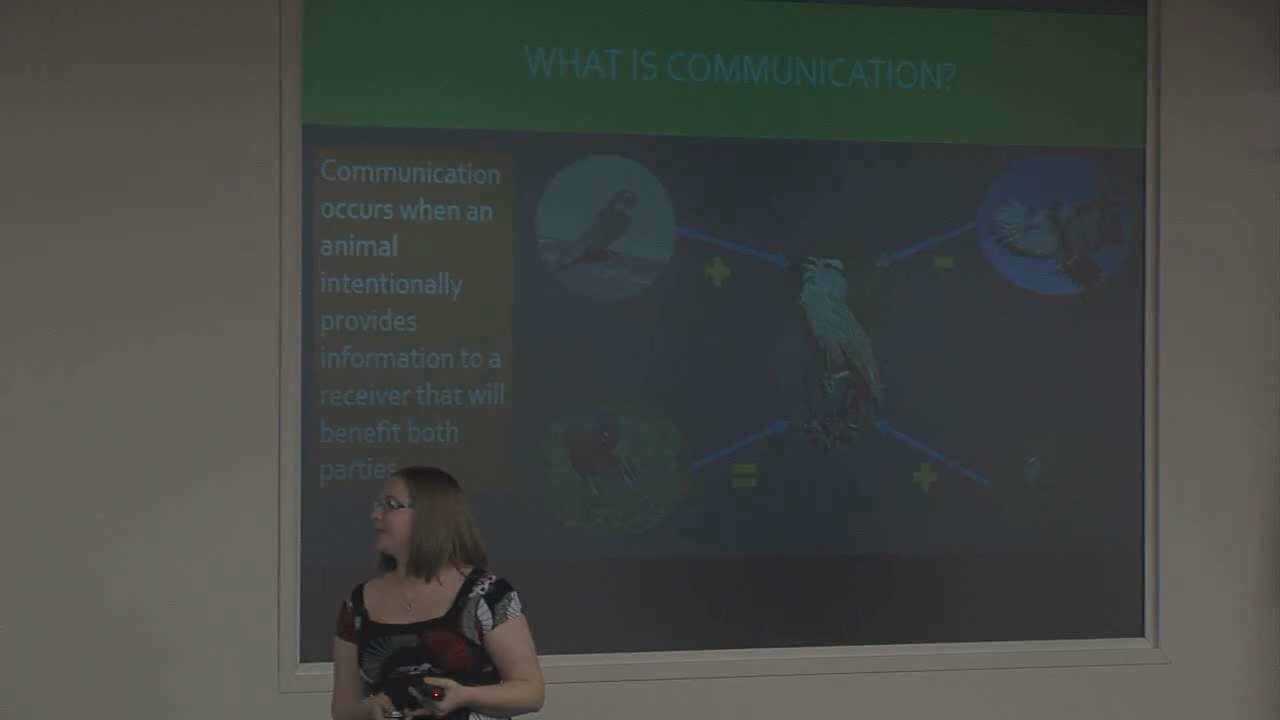 WHAT IS COMMUNICATION?
Communication
occurs when an
animal
intentionally
provides
information to a
receiver that will
benefit both
parties
+
-
=
+